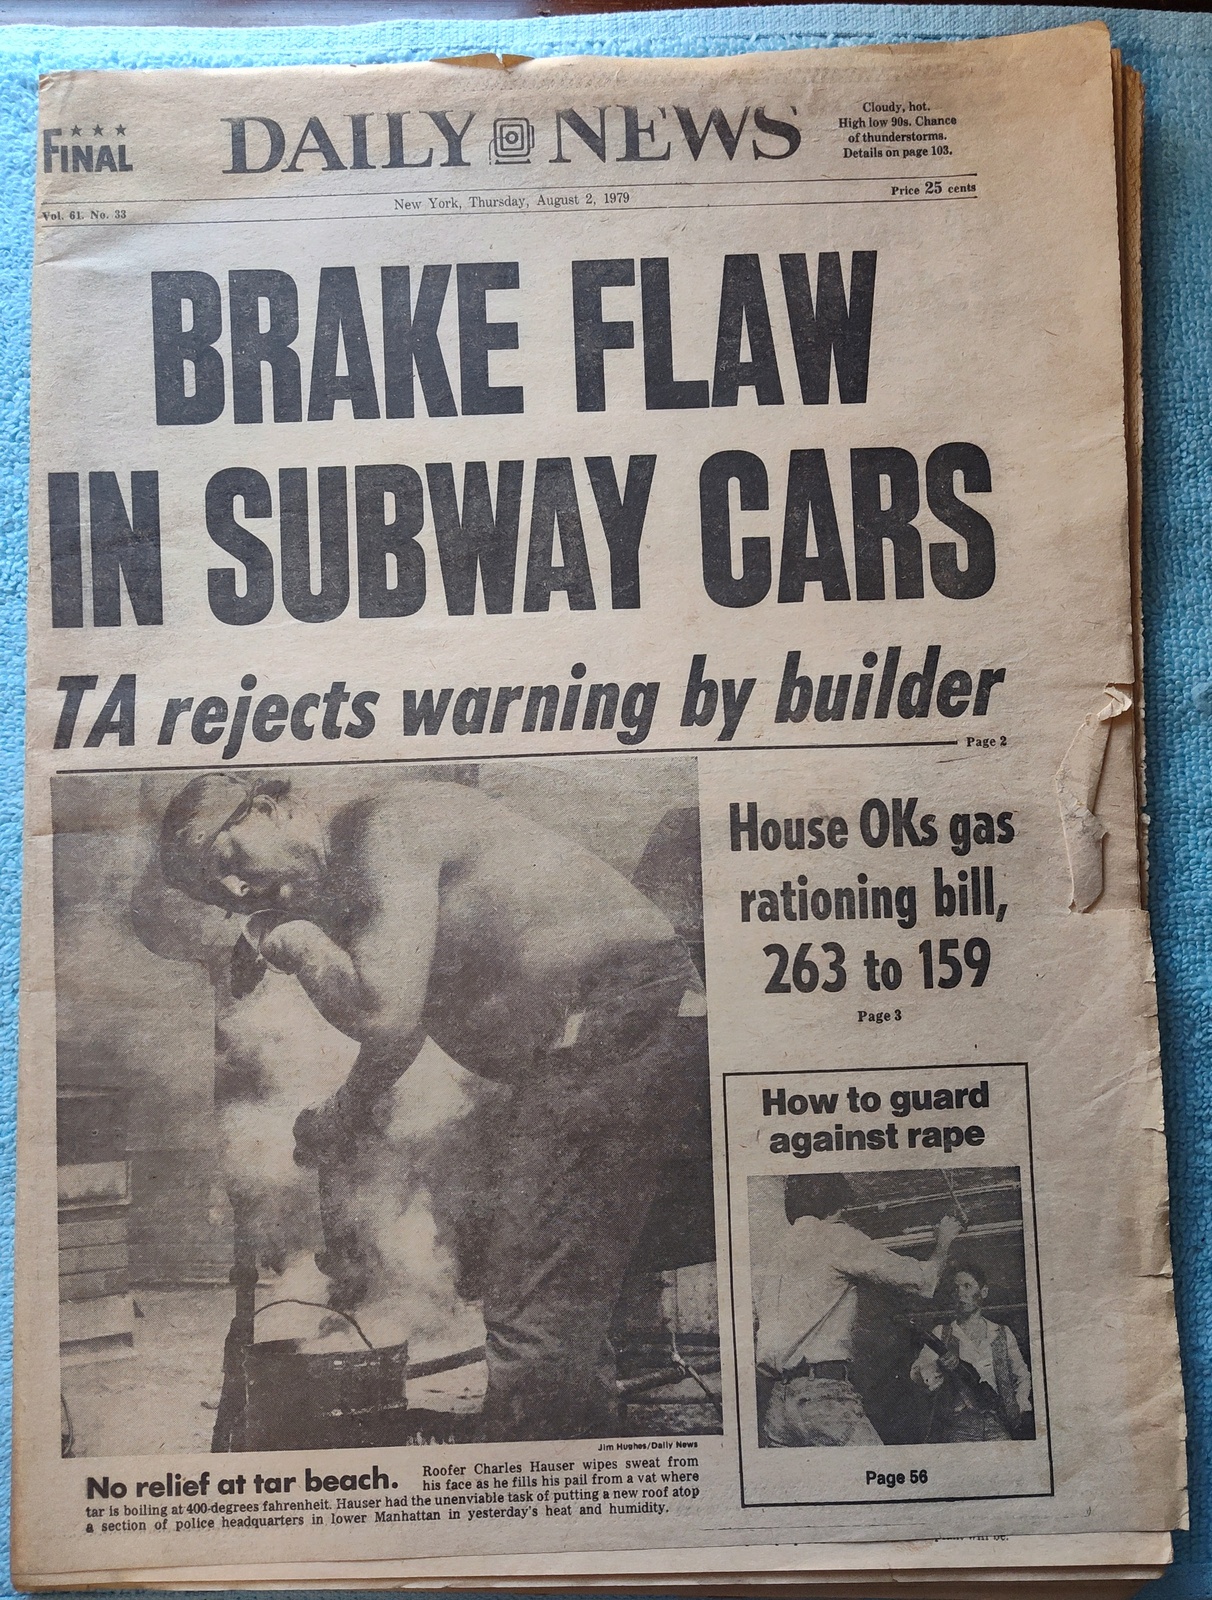 ★ ★ ★
FINAL
DAILY NEWS
Cloudy, hot.
High low 90s. Chance
of thunderstorms.
Details on page 103.
Vol. 61. No. 33
New York, Thursday, August 2, 1979
Price 25 cents
BRAKE FLAW
IN SUBWAY CARS
TA rejects warning by builder
Page 2
House OKs gas
rationing bill,
263 to 159
Page 3
How to guard
against rape
Page 56
Jim Hughes/Daily News
No relief at tar beach. Roofer Charles Hauser wipes sweat from
his face as he fills his pail from a vat where
tar is boiling at 400-degrees fahrenheit. Hauser had the unenviable task of putting a new roof atop
a section of police headquarters in lower Manhattan in yesterday's heat and humidity.
will be.